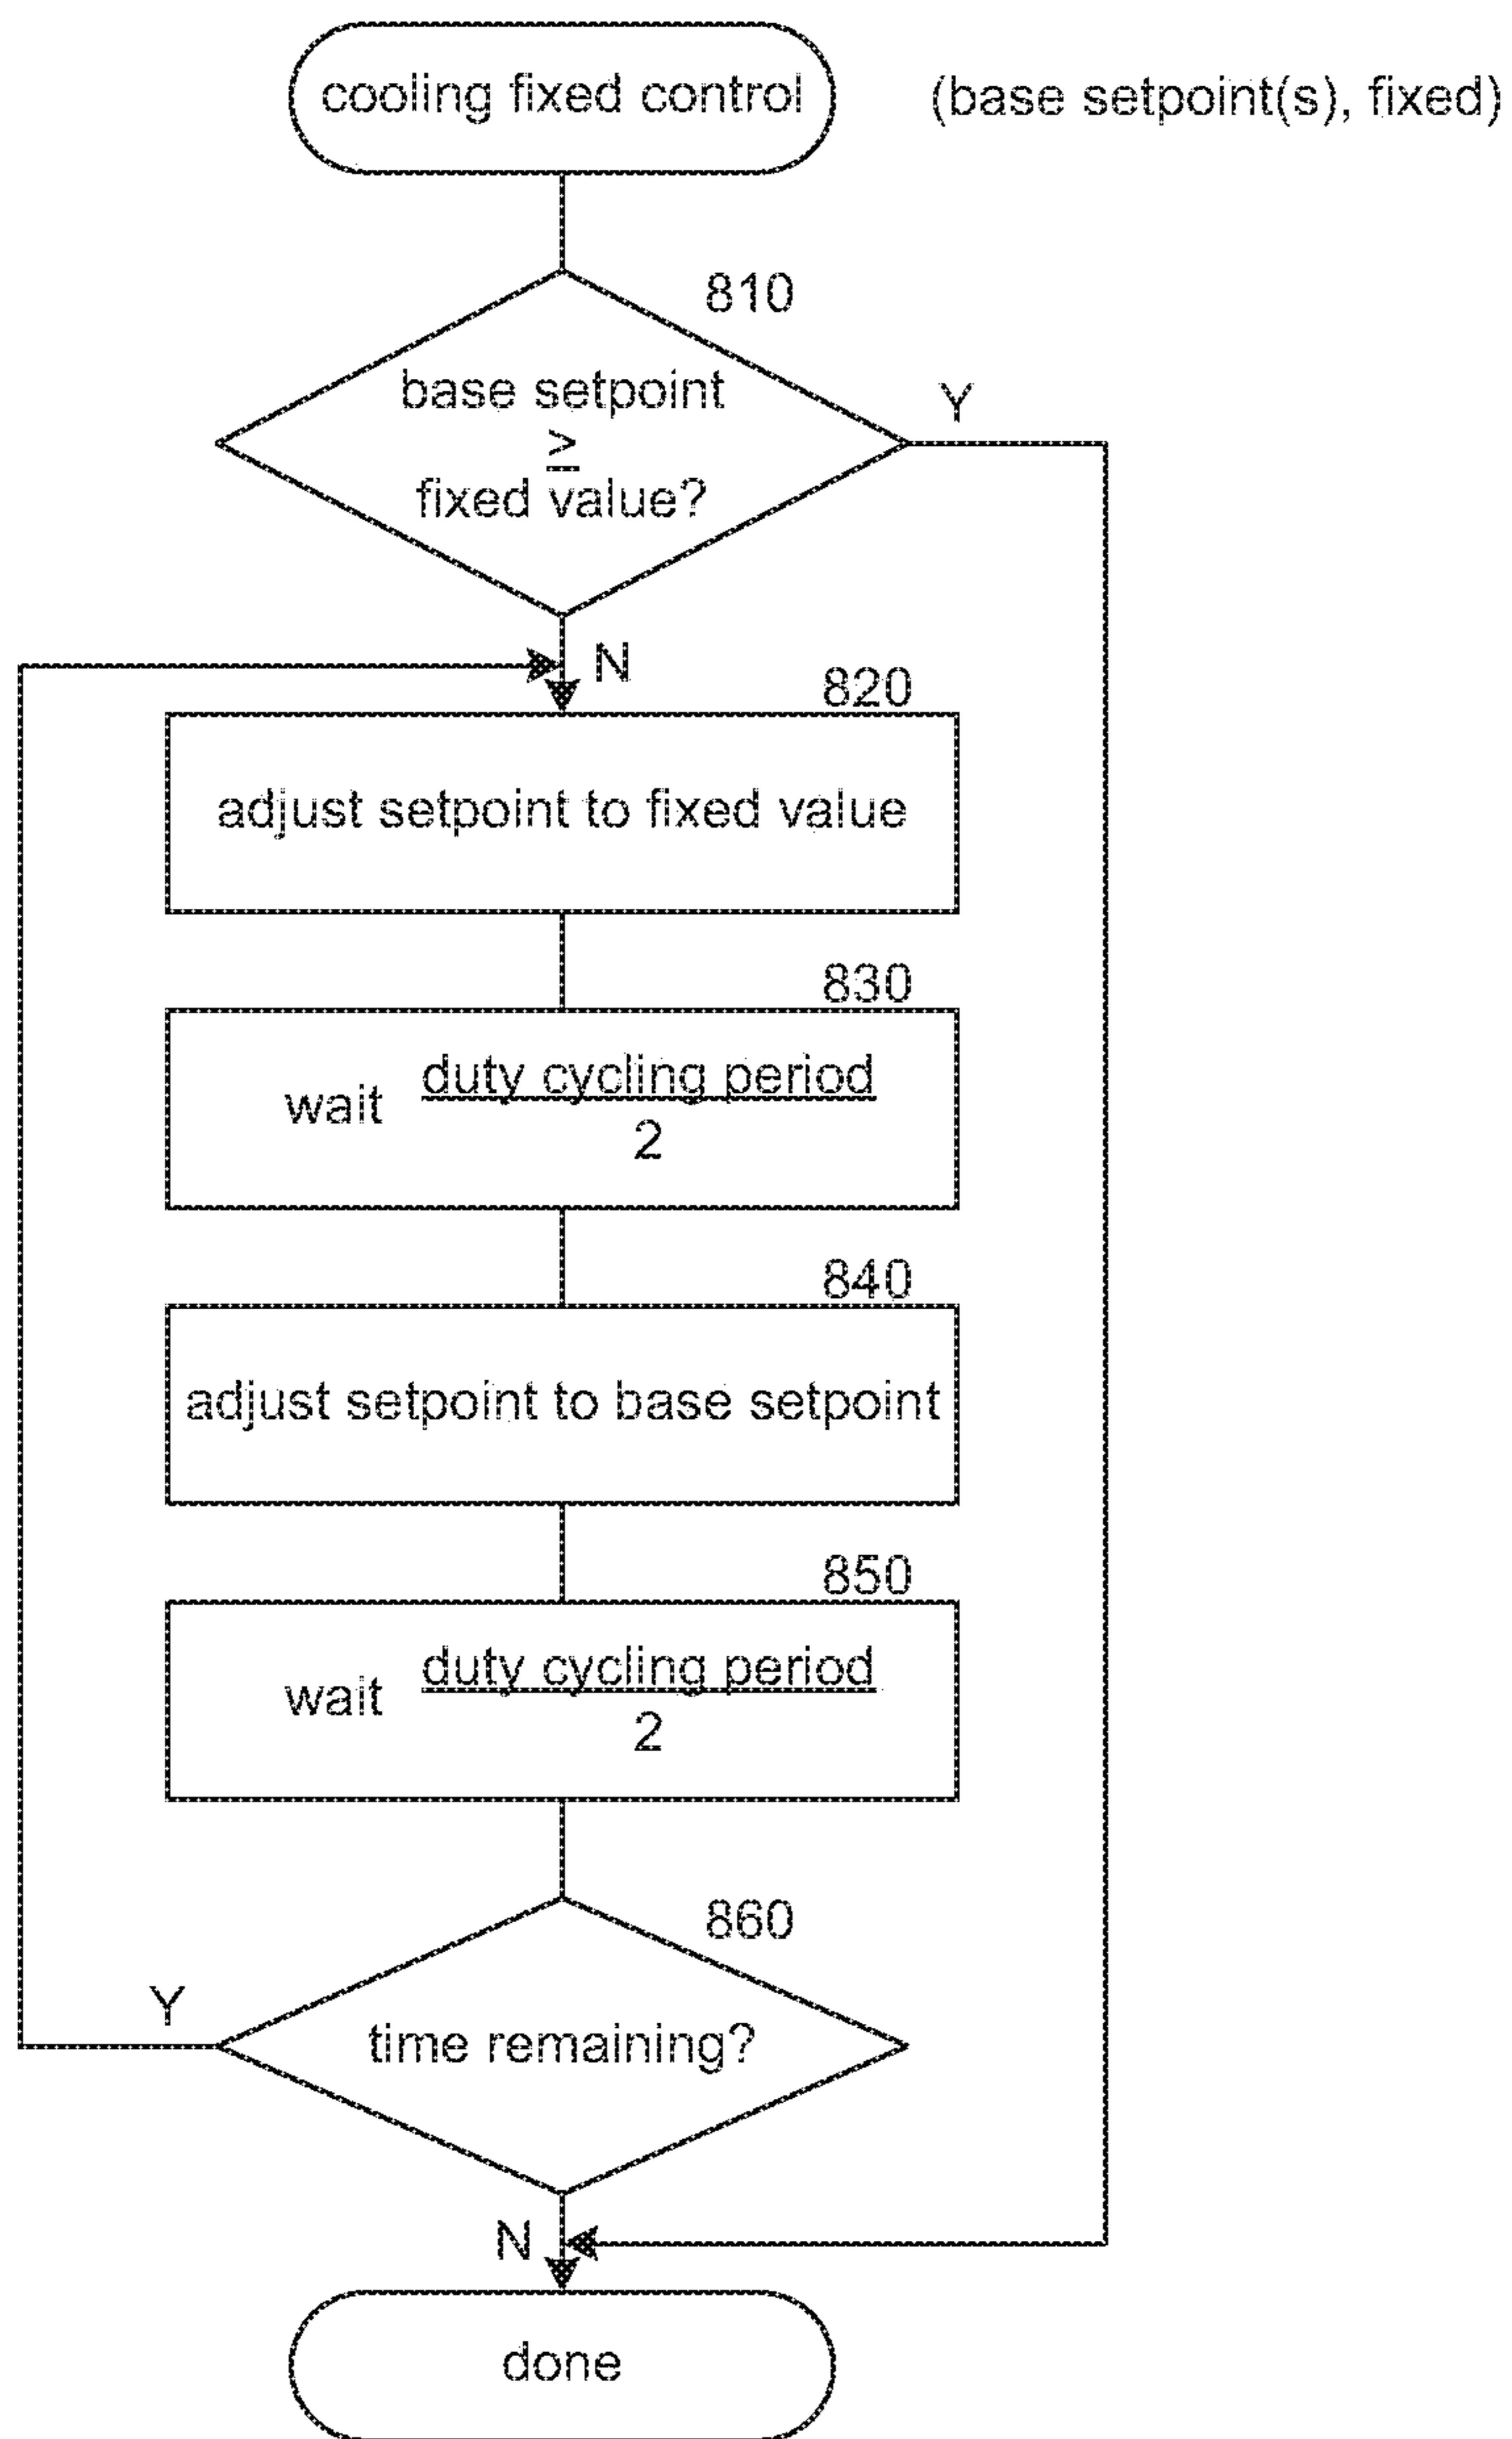 cooling fixed control
(base setpoint(s), fixed)
810
base setpoint
≥
fixed value?
Y
N
820
adjust setpoint to fixed value
830
wait duty cycling period
2
840
adjust setpoint to base setpoint
850
wait duty cycling period
2
860
Y
time remaining?
N
done